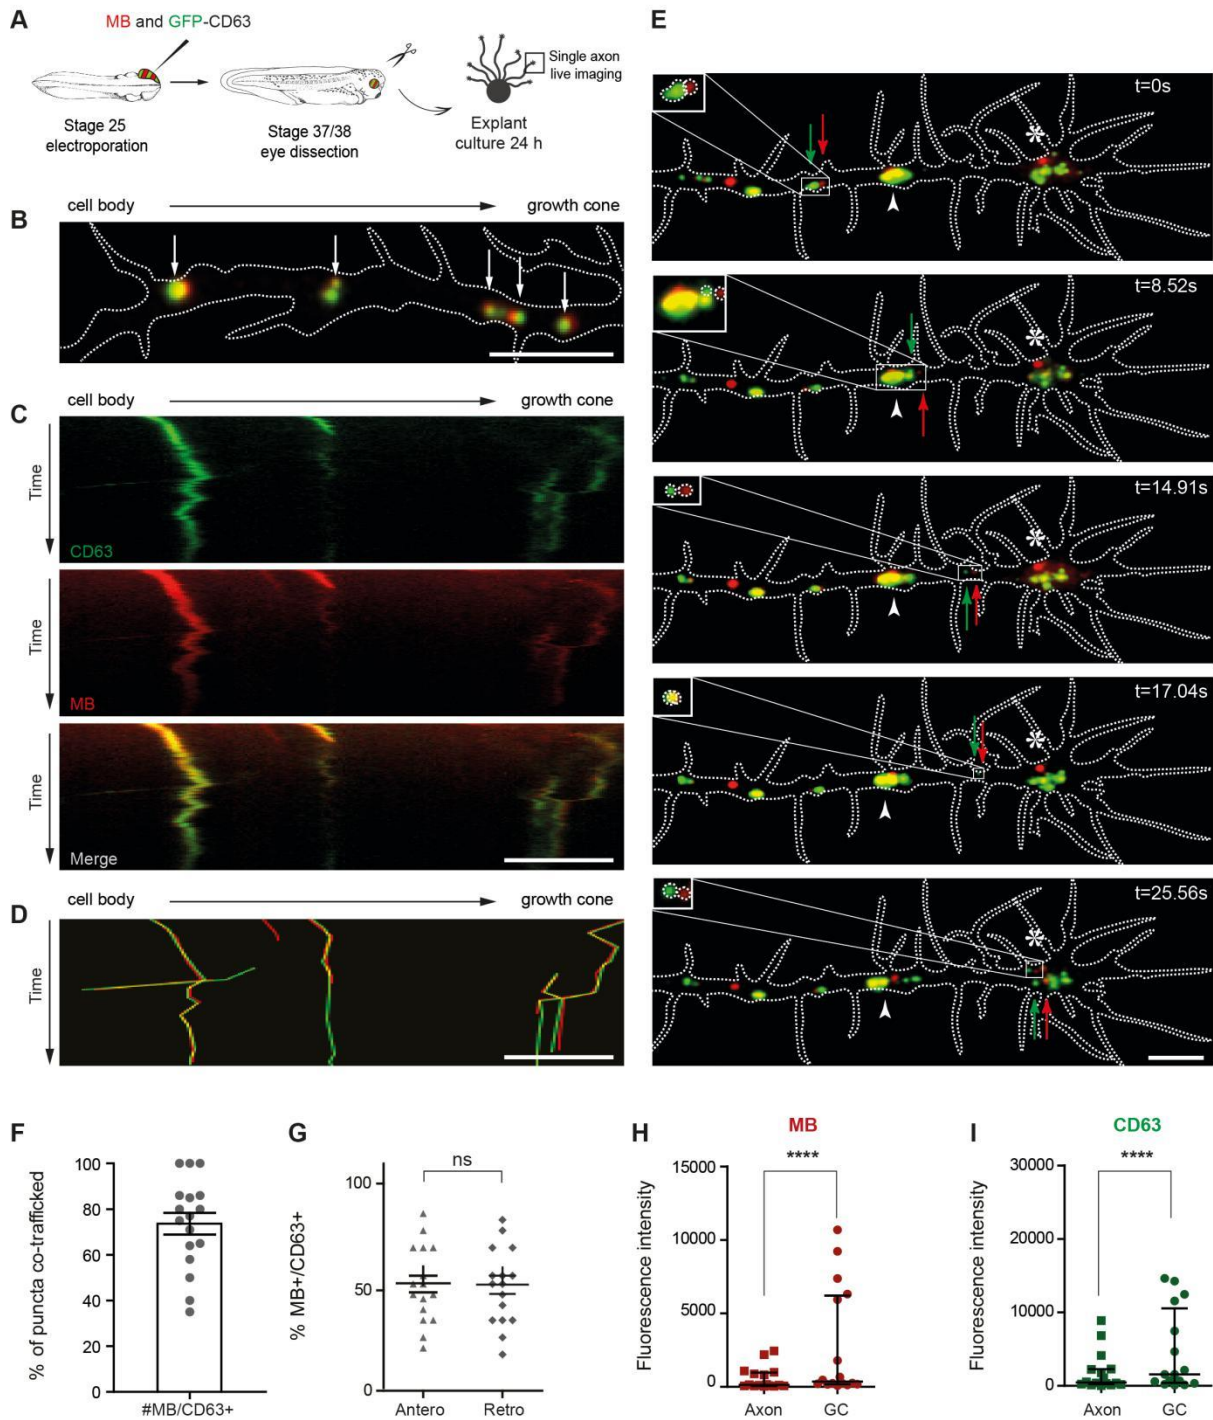 A
MB and GFP-CD63
Stage 25
electroporation
Stage 37/38
eye dissection
Single axon
live imaging
Explant
culture 24 h
B
cell body
growth cone
C
cell body
growth cone
Time
CD63
Time
MB
Time
Merge
D
cell body
growth cone
Time
E
t=0s
*
t=8.52s
*
t=14.91s
*
t=17.04s
*
t=25.56s
*
F
% of puncta co-trafficked
120
100
80
60
40
20
0
#MB/CD63+
G
% MB+/CD63+
ns
100
50
0
Antero
Retro
H
MB
Fluorescence intensity
****
15000
10000
5000
0
Axon
GC
I
CD63
Fluorescence intensity
****
30000
20000
10000
0
Axon
GC